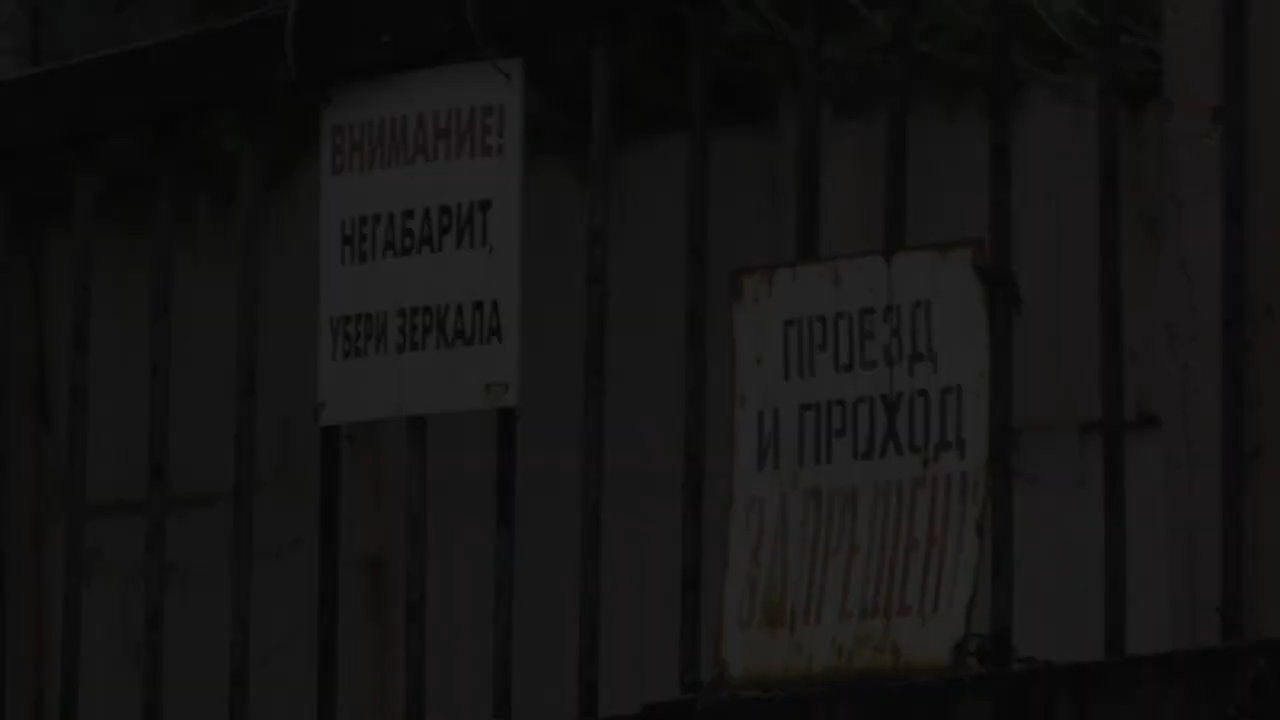 ВНИМАНИЕ!
НЕГАБАРИТ,
УБЕРИ ЗЕРКАЛА
ПРОЕЗД
И ПРОХОД
ЗАПРЕЩЕН!